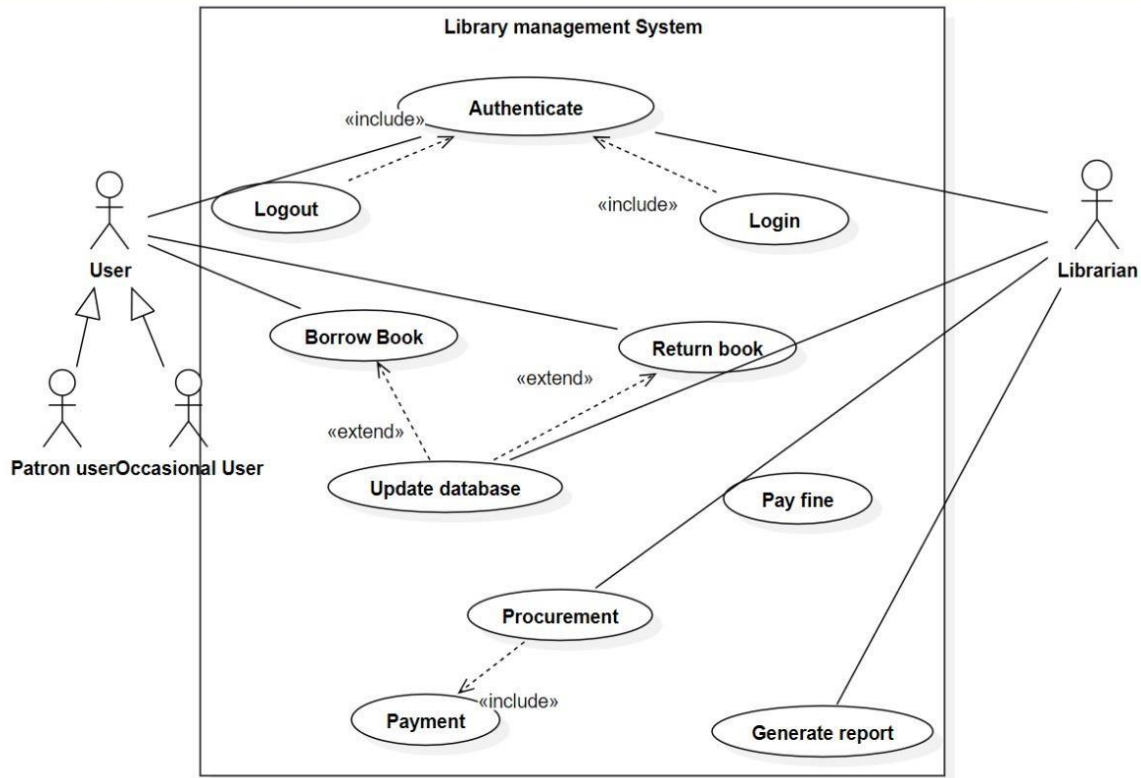 Library management System
Authenticate
«include»
Logout
«include»
Login
User
Librarian
Borrow Book
Return book
«extend»
«extend»
Patron user
Occasional User
Update database
Pay fine
Procurement
«include»
Payment
Generate report